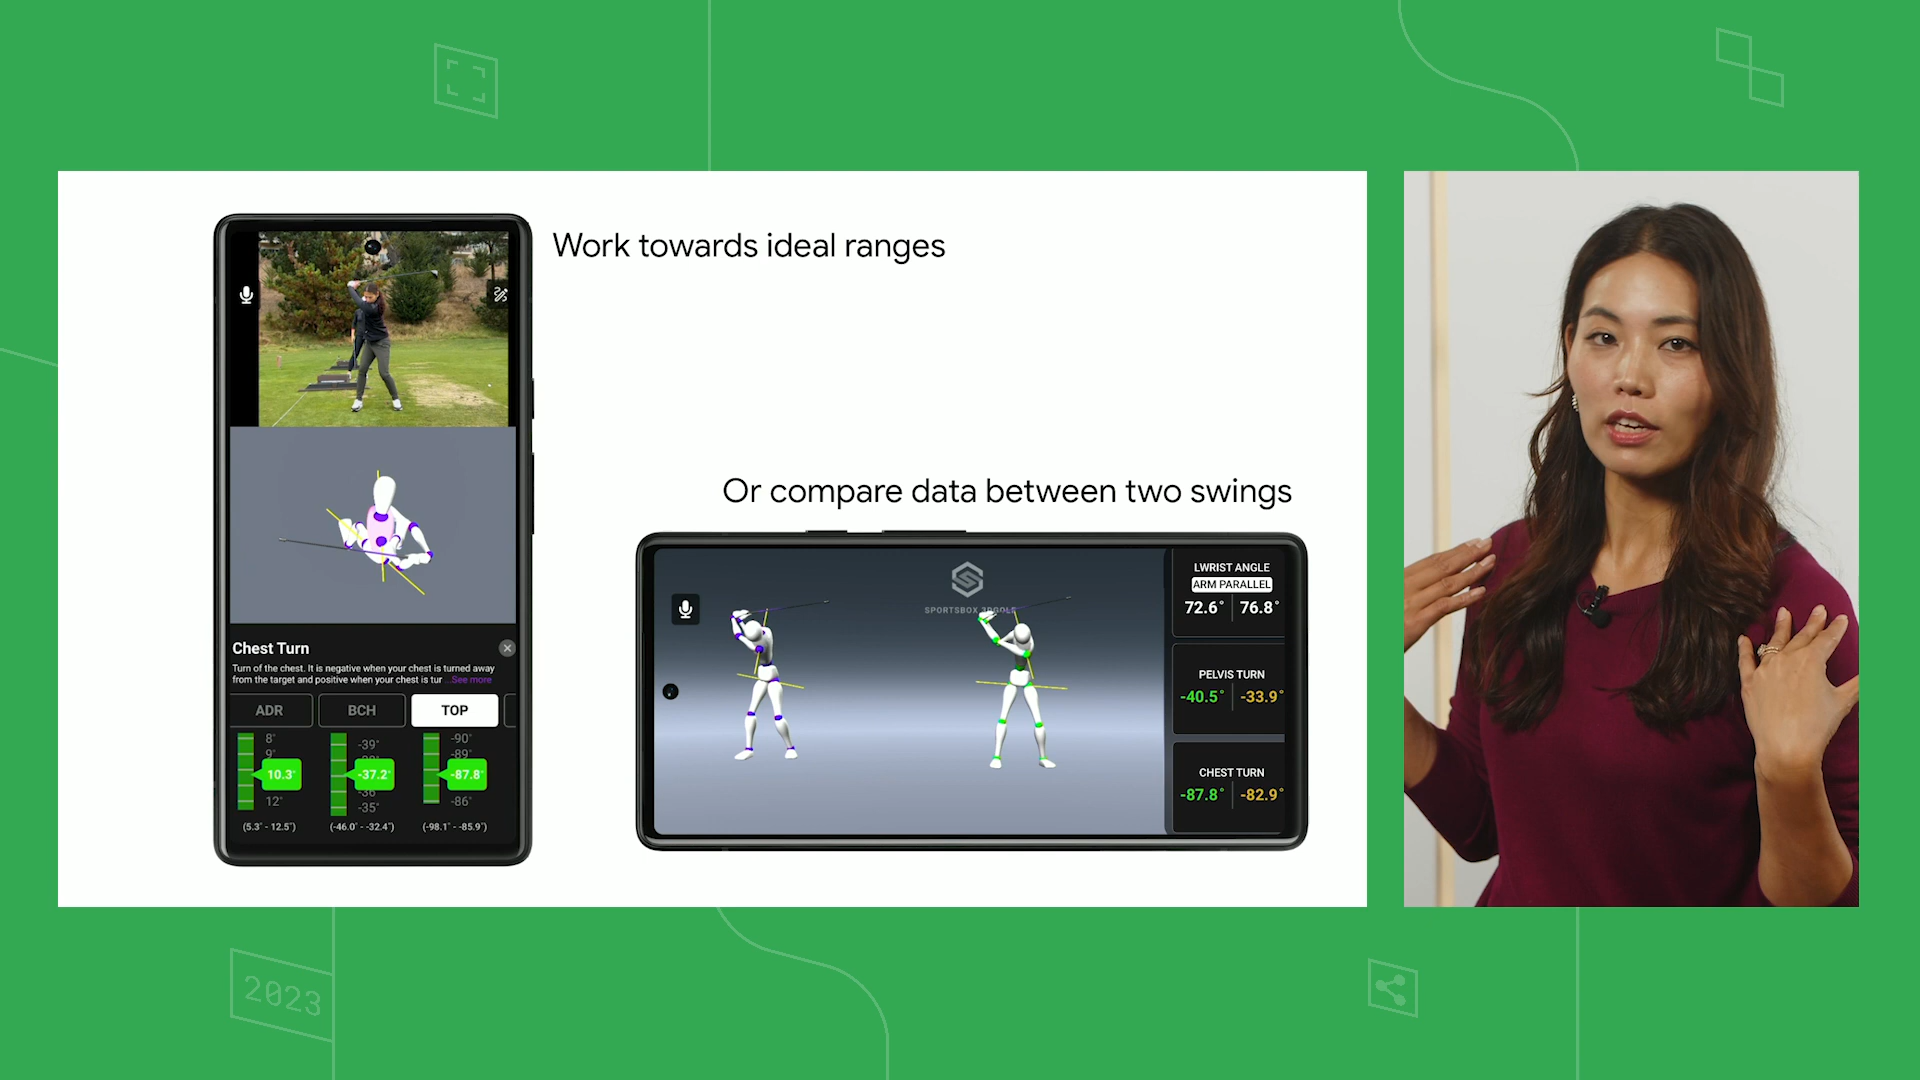 Work towards ideal ranges
Chest Turn
Turn of the chest. It is negative when your chest is turned away
from the target and positive when your chest is tur ...See more
ADR
BCH
TOP
8°
9°
10.3°
12°
(5.3° - 12.5°)
-39°
-37.2°
-36
-35°
(-46.0° - -32.4°)
-90°
-89°
-87.8°
-86°
(-98.1° - -85.9°)
Or compare data between two swings
SPORTSBOX 3DGOLF
LWRIST ANGLE
ARM PARALLEL
72.6° 76.8°
PELVIS TURN
-40.5° -33.9°
CHEST TURN
-87.8° -82.9°
2023